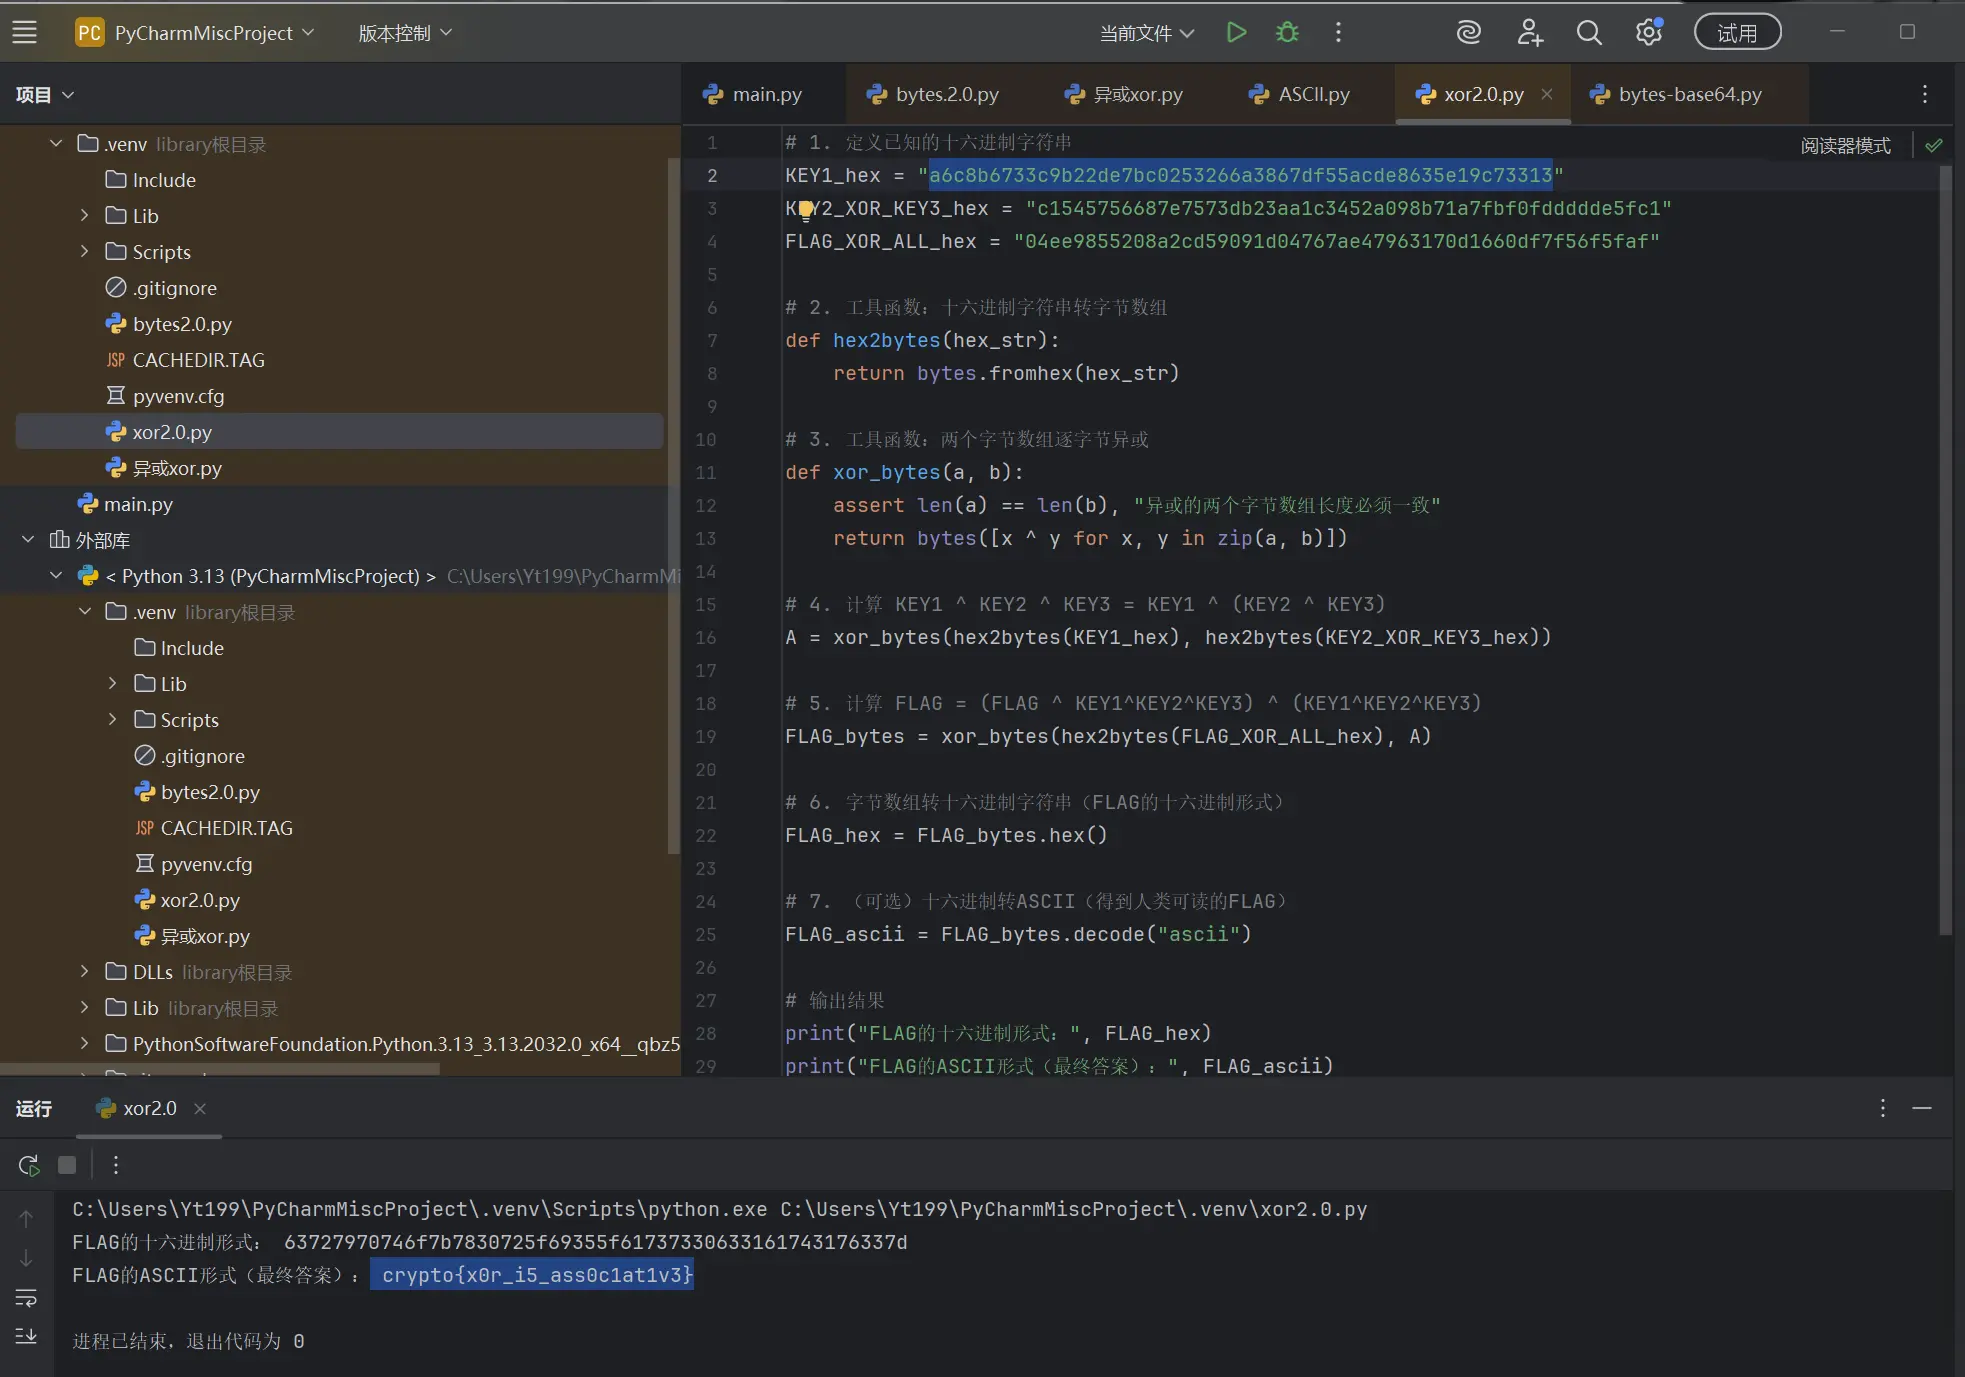 PC PyCharmMiscProject 版本控制 当前文件 试用
项目
.venv library根目录
Include
Lib
Scripts
.gitignore
bytes2.0.py
JSP CACHEDIR.TAG
pyvenv.cfg
xor2.0.py
异或xor.py
main.py
外部库
< Python 3.13 (PyCharmMiscProject) > C:\Users\Yt199\PyCharmMi
.venv library根目录
Include
Lib
Scripts
.gitignore
bytes2.0.py
JSP CACHEDIR.TAG
pyvenv.cfg
xor2.0.py
异或xor.py
DLLs library根目录
Lib library根目录
PythonSoftwareFoundation.Python.3.13_3.13.2032.0_x64__qbz5
main.py bytes.2.0.py 异或xor.py ASCII.py xor2.0.py bytes-base64.py
阅读器模式
1 # 1. 定义已知的十六进制字符串
2 KEY1_hex = "a6c8b6733c9b22de7bc0253266a3867df55acde8635e19c73313"
3 KEY2_XOR_KEY3_hex = "c1545756687e7573db23aa1c3452a098b71a7fbf0fddddde5fc1"
4 FLAG_XOR_ALL_hex = "04ee9855208a2cd59091d04767ae47963170d1660df7f56f5faf"
5
6 # 2. 工具函数：十六进制字符串转字节数组
7 def hex2bytes(hex_str):
8     return bytes.fromhex(hex_str)
9
10 # 3. 工具函数：两个字节数组逐字节异或
11 def xor_bytes(a, b):
12     assert len(a) == len(b), "异或的两个字节数组长度必须一致"
13     return bytes([x ^ y for x, y in zip(a, b)])
14
15 # 4. 计算 KEY1 ^ KEY2 ^ KEY3 = KEY1 ^ (KEY2 ^ KEY3)
16 A = xor_bytes(hex2bytes(KEY1_hex), hex2bytes(KEY2_XOR_KEY3_hex))
17
18 # 5. 计算 FLAG = (FLAG ^ KEY1^KEY2^KEY3) ^ (KEY1^KEY2^KEY3)
19 FLAG_bytes = xor_bytes(hex2bytes(FLAG_XOR_ALL_hex), A)
20
21 # 6. 字节数组转十六进制字符串（FLAG的十六进制形式）
22 FLAG_hex = FLAG_bytes.hex()
23
24 # 7. （可选）十六进制转ASCII（得到人类可读的FLAG）
25 FLAG_ascii = FLAG_bytes.decode("ascii")
26
27 # 输出结果
28 print("FLAG的十六进制形式：", FLAG_hex)
29 print("FLAG的ASCII形式（最终答案）：", FLAG_ascii)
运行 xor2.0
C:\Users\Yt199\PyCharmMiscProject\.venv\Scripts\python.exe C:\Users\Yt199\PyCharmMiscProject\.venv\xor2.0.py
FLAG的十六进制形式： 63727970746f7b7830725f69355f617373306331617431763337d
FLAG的ASCII形式（最终答案）： crypto{x0r_i5_ass0c1at1v3}
进程已结束，退出代码为 0